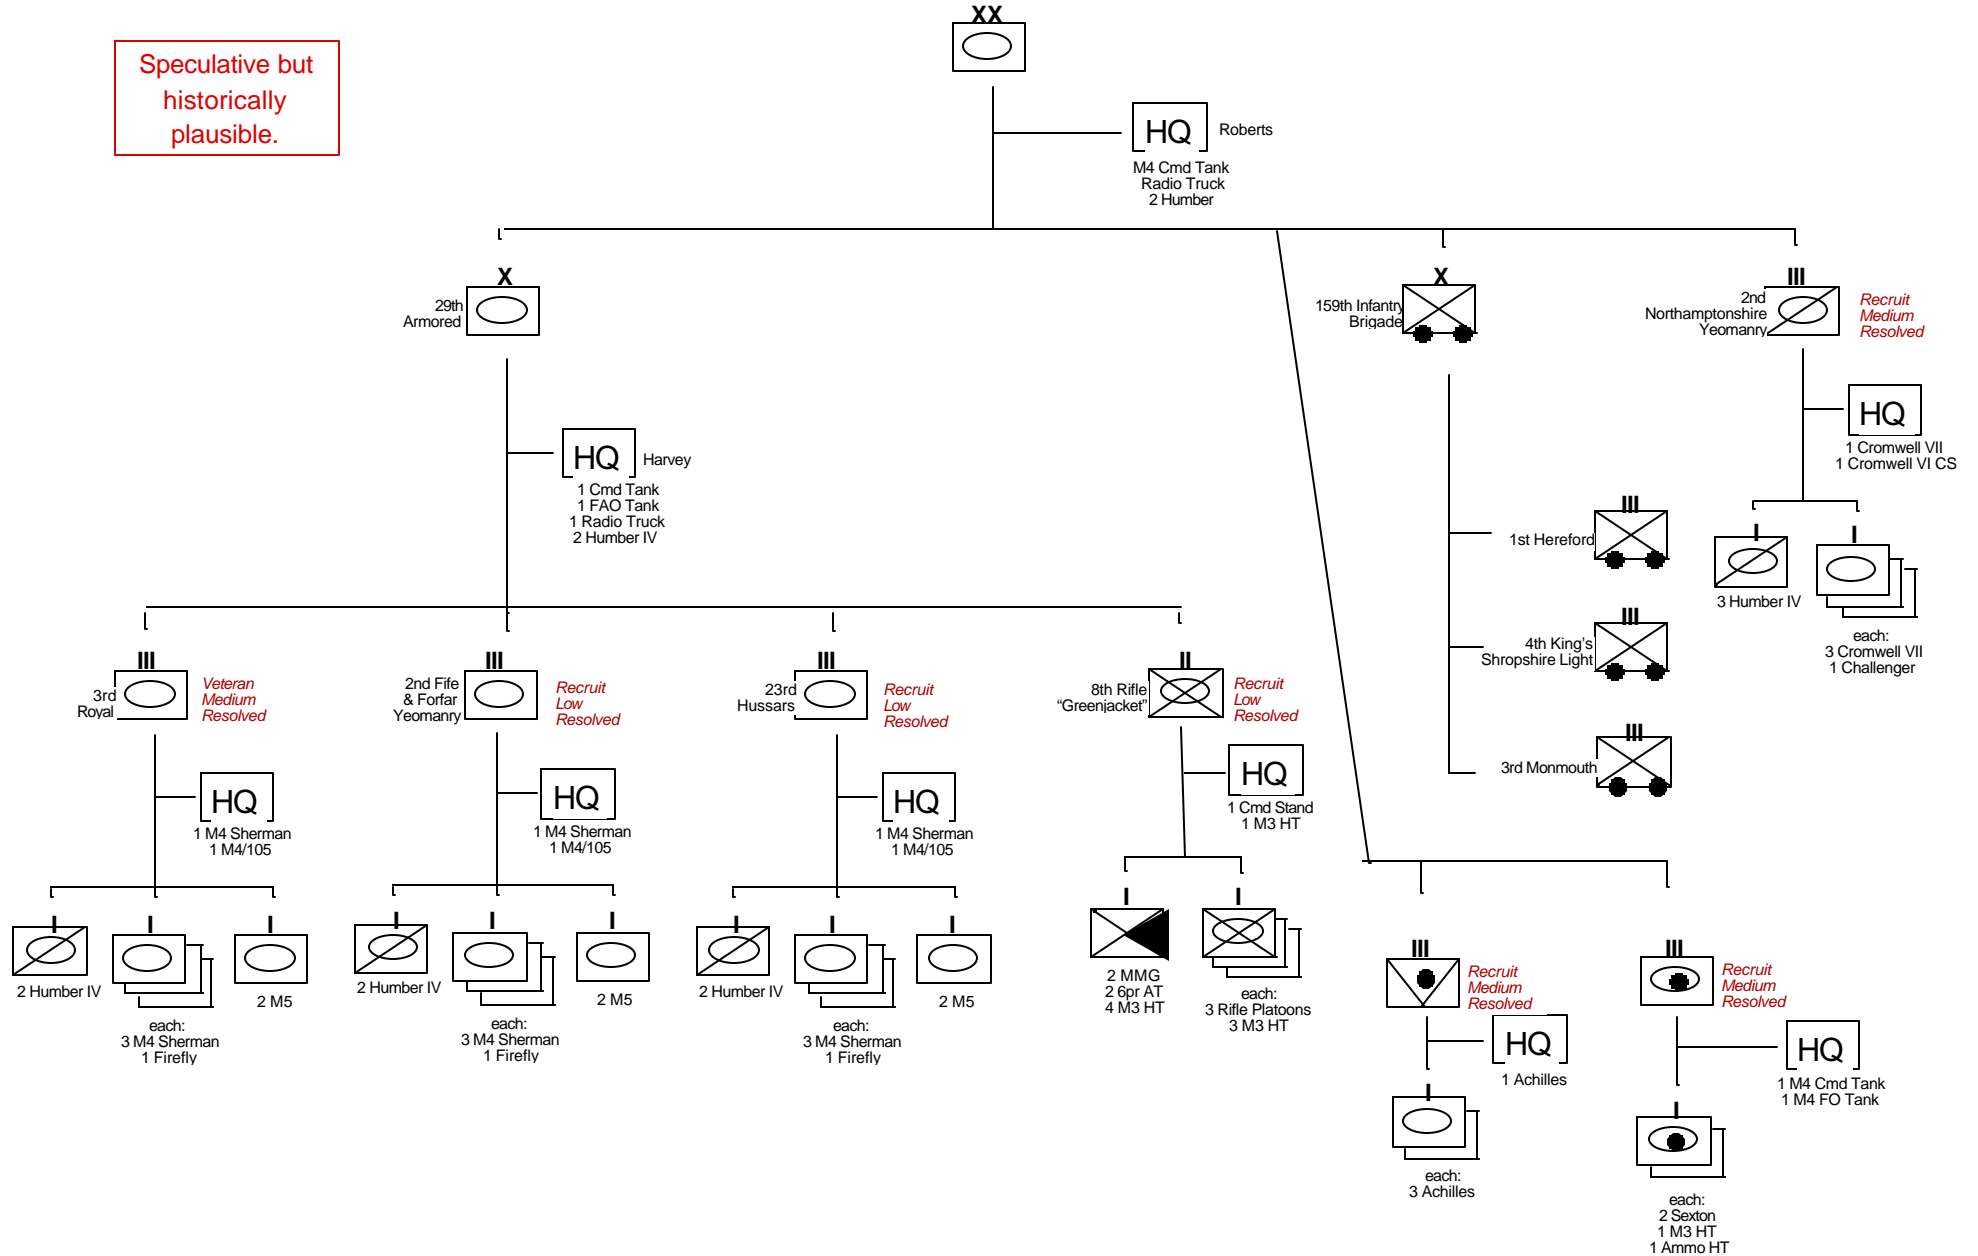 XX
Speculative but
historically
plausible.
HQ
Roberts
M4 Cmd Tank
Radio Truck
2 Humber
X
29th
Armored
X
159th Infantry
Brigade
III
2nd
Northamptonshire
Yeomanry
Recruit
Medium
Resolved
HQ
Harvey
1 Cmd Tank
1 FAO Tank
1 Radio Truck
2 Humber IV
HQ
1 Cromwell VII
1 Cromwell VI CS
III
1st Hereford
I
3 Humber IV
I
each:
3 Cromwell VII
1 Challenger
III
4th King's
Shropshire Light
III
3rd Monmouth
III
3rd
Royal
Veteran
Medium
Resolved
III
2nd Fife
& Forfar
Yeomanry
Recruit
Low
Resolved
III
23rd
Hussars
Recruit
Low
Resolved
II
8th Rifle
“Greenjacket”
Recruit
Low
Resolved
HQ
1 M4 Sherman
1 M4/105
HQ
1 M4 Sherman
1 M4/105
HQ
1 M4 Sherman
1 M4/105
HQ
1 Cmd Stand
1 M3 HT
I
2 Humber IV
I
each:
3 M4 Sherman
1 Firefly
I
2 M5
I
2 Humber IV
I
each:
3 M4 Sherman
1 Firefly
I
2 M5
I
2 Humber IV
I
each:
3 M4 Sherman
1 Firefly
I
2 M5
I
2 MMG
2 6pr AT
4 M3 HT
I
each:
3 Rifle Platoons
3 M3 HT
III
Recruit
Medium
Resolved
HQ
1 Achilles
I
each:
3 Achilles
III
Recruit
Medium
Resolved
HQ
1 M4 Cmd Tank
1 M4 FO Tank
I
each:
2 Sexton
1 M3 HT
1 Ammo HT